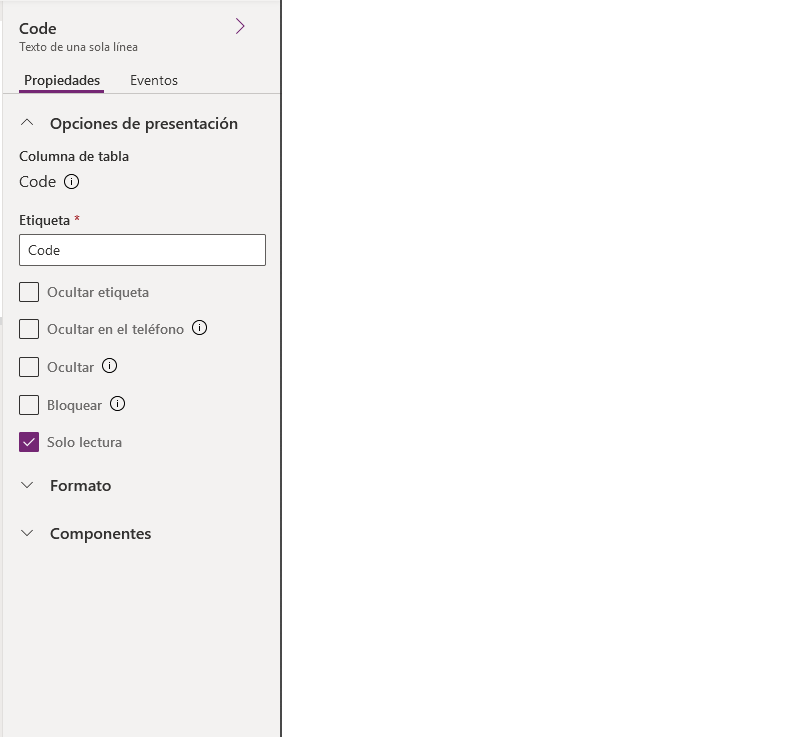 Code
Texto de una sola línea
Propiedades Eventos
Opciones de presentación
Columna de tabla
Code
Etiqueta *
Code
Ocultar etiqueta
Ocultar en el teléfono
Ocultar
Bloquear
Solo lectura
Formato
Componentes